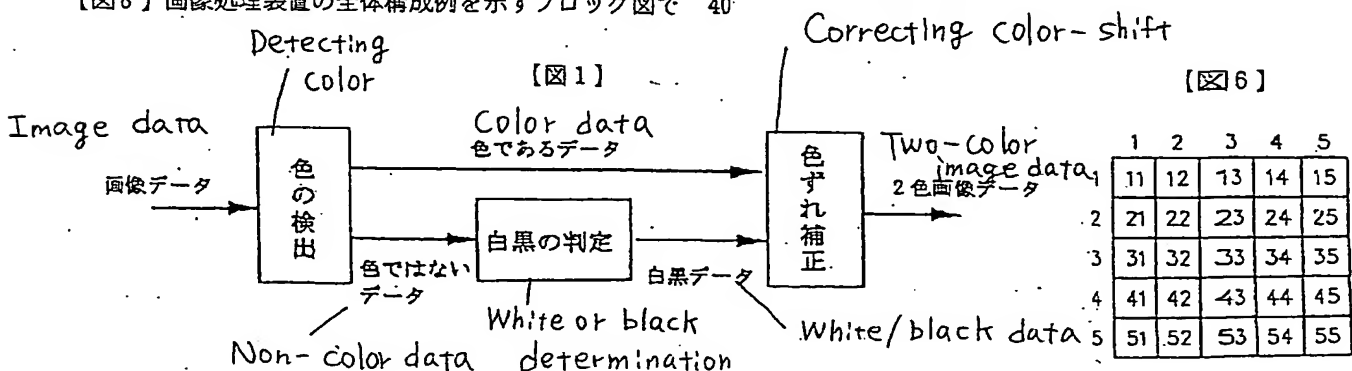 【図8】画像処理装置の全体構成例を示すブロック図で 40
Detecting
color
【図1】
Correcting color-shift
【図6】
Image data
画像データ
色の検出
Color data
色であるデータ
色ではない
データ
Non-color data
白黒の判定
White or black
determination
白黒データ
White/black data
色ずれ補正
Two-color
image data
2色画像データ
1 2 3 4 5
1 11 12 13 14 15
2 21 22 23 24 25
3 31 32 33 34 35
4 41 42 43 44 45
5 51 52 53 54 55